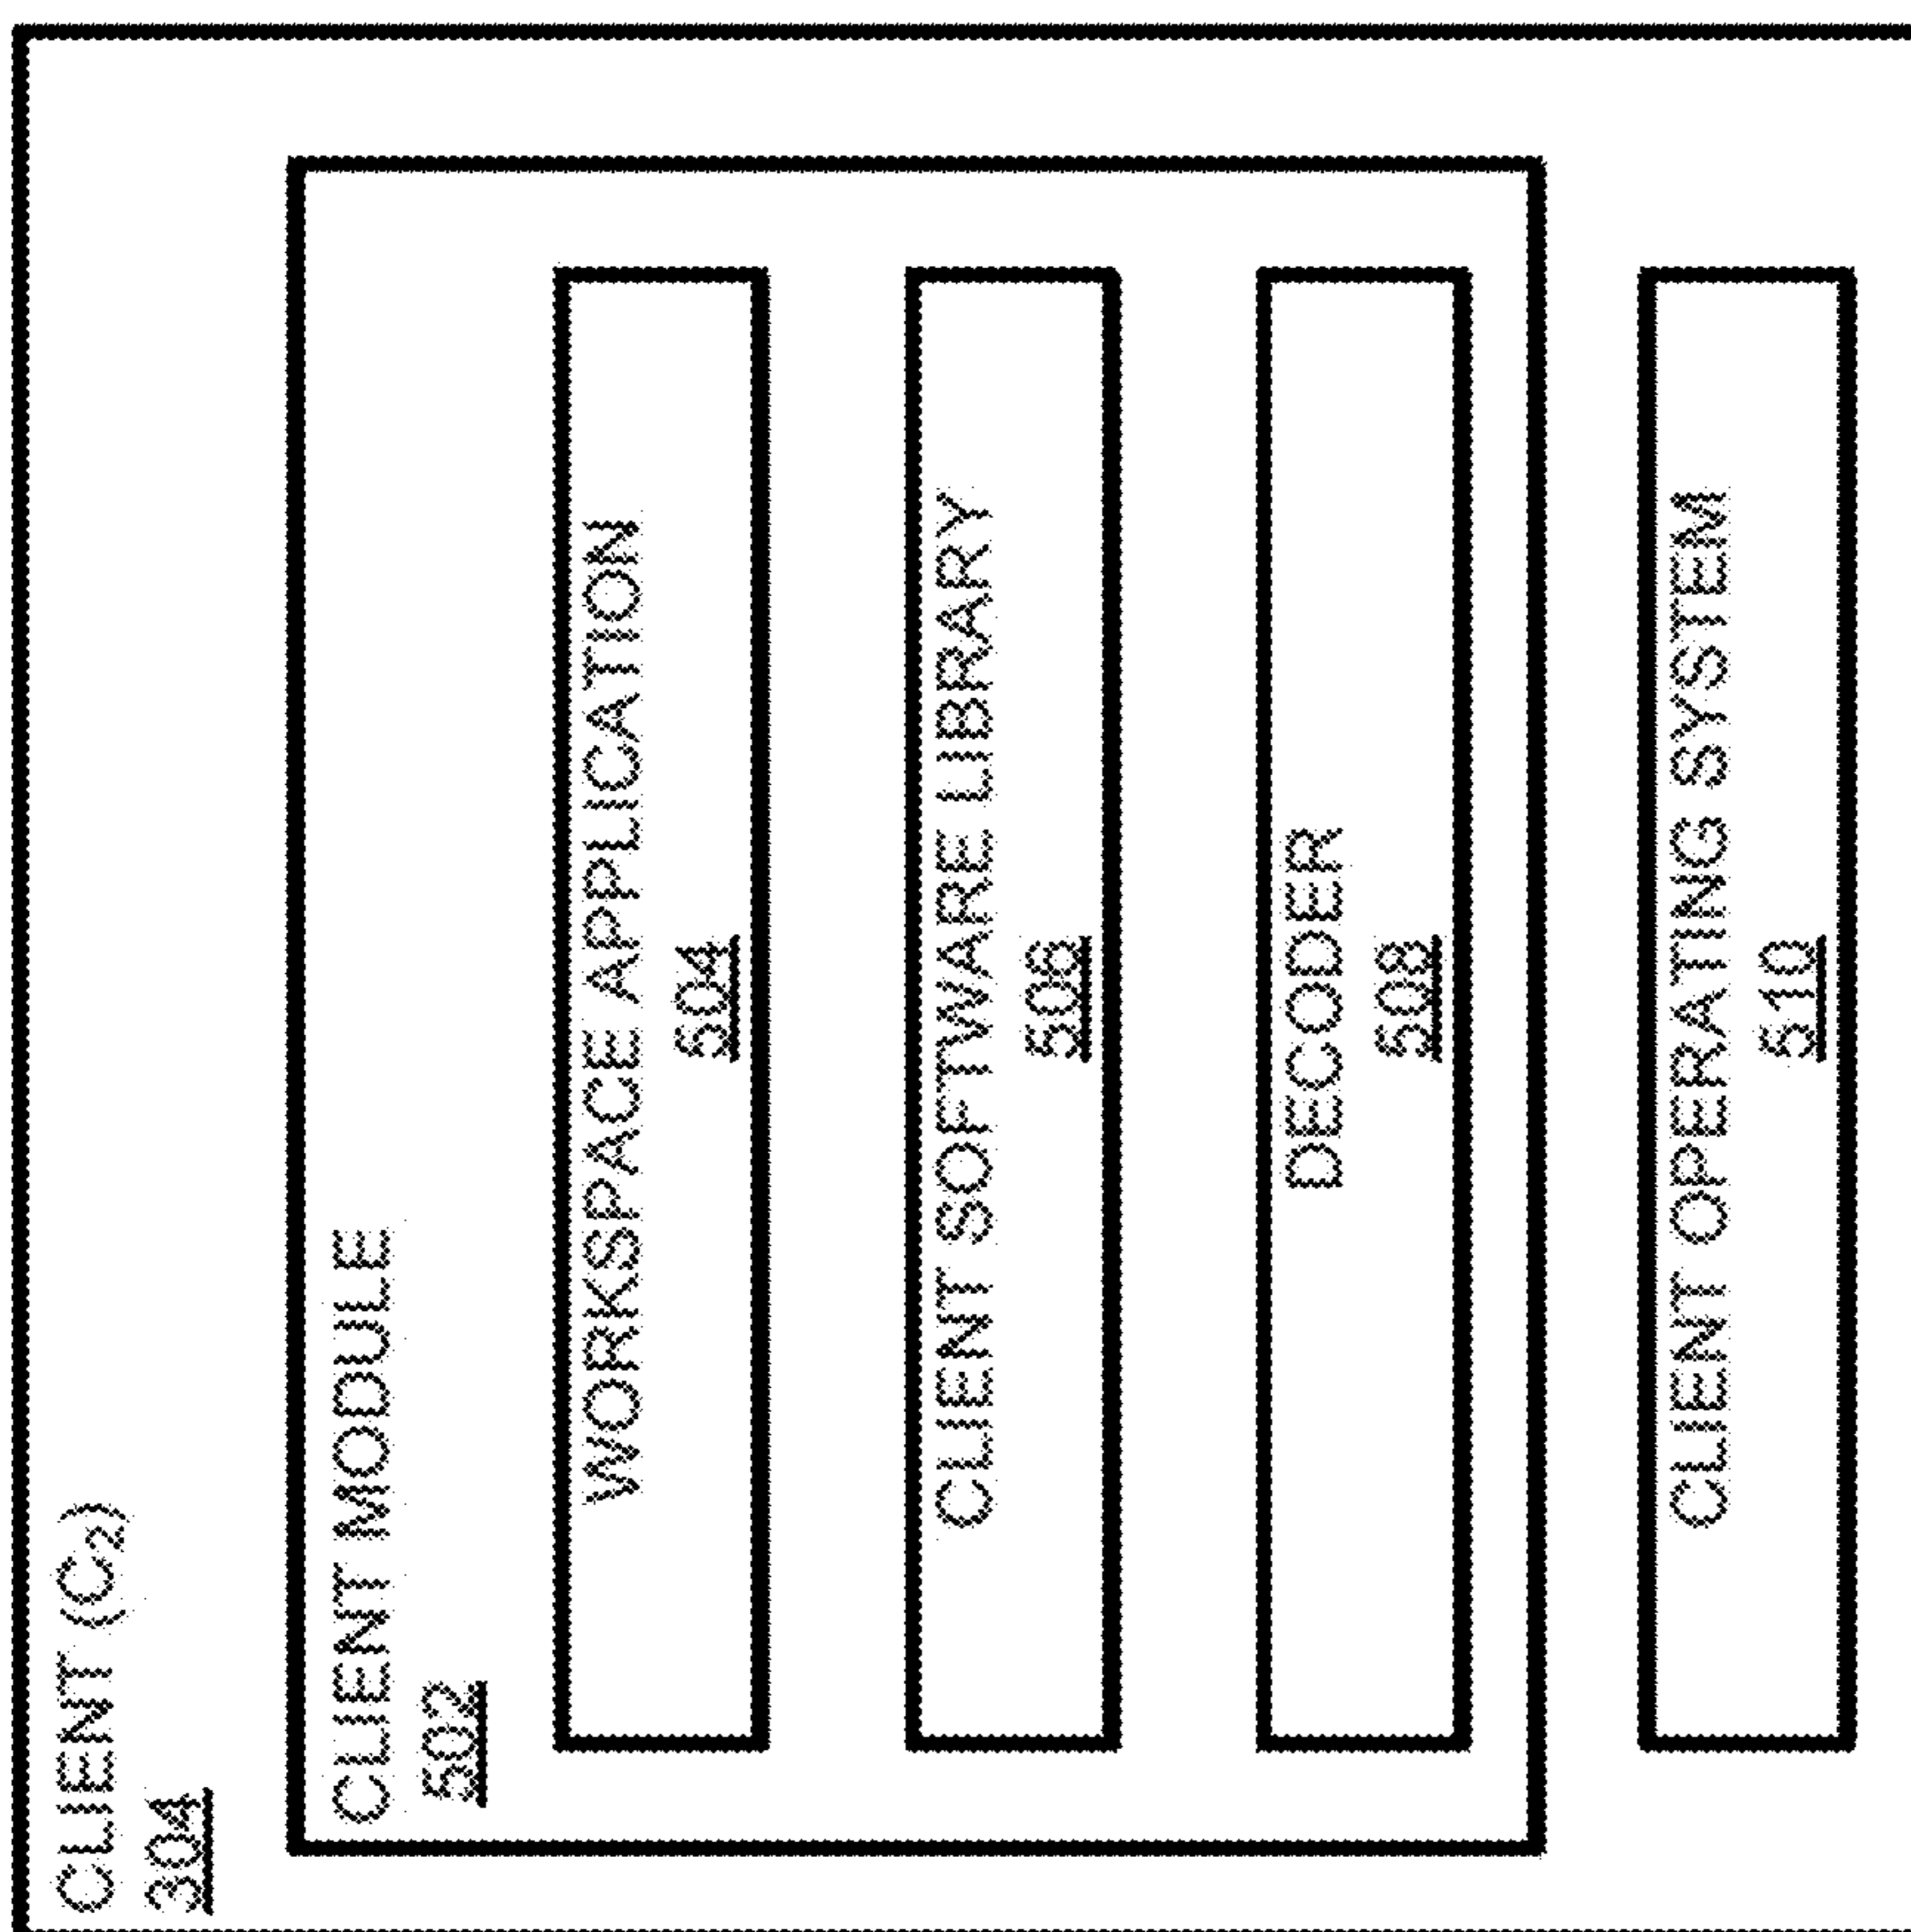 CLIENT (C2)
304
CLIENT MODULE
502
WORKSPACE APPLICATION
504
CLIENT SOFTWARE LIBRARY
506
DECODER
508
CLIENT OPERATING SYSTEM
510